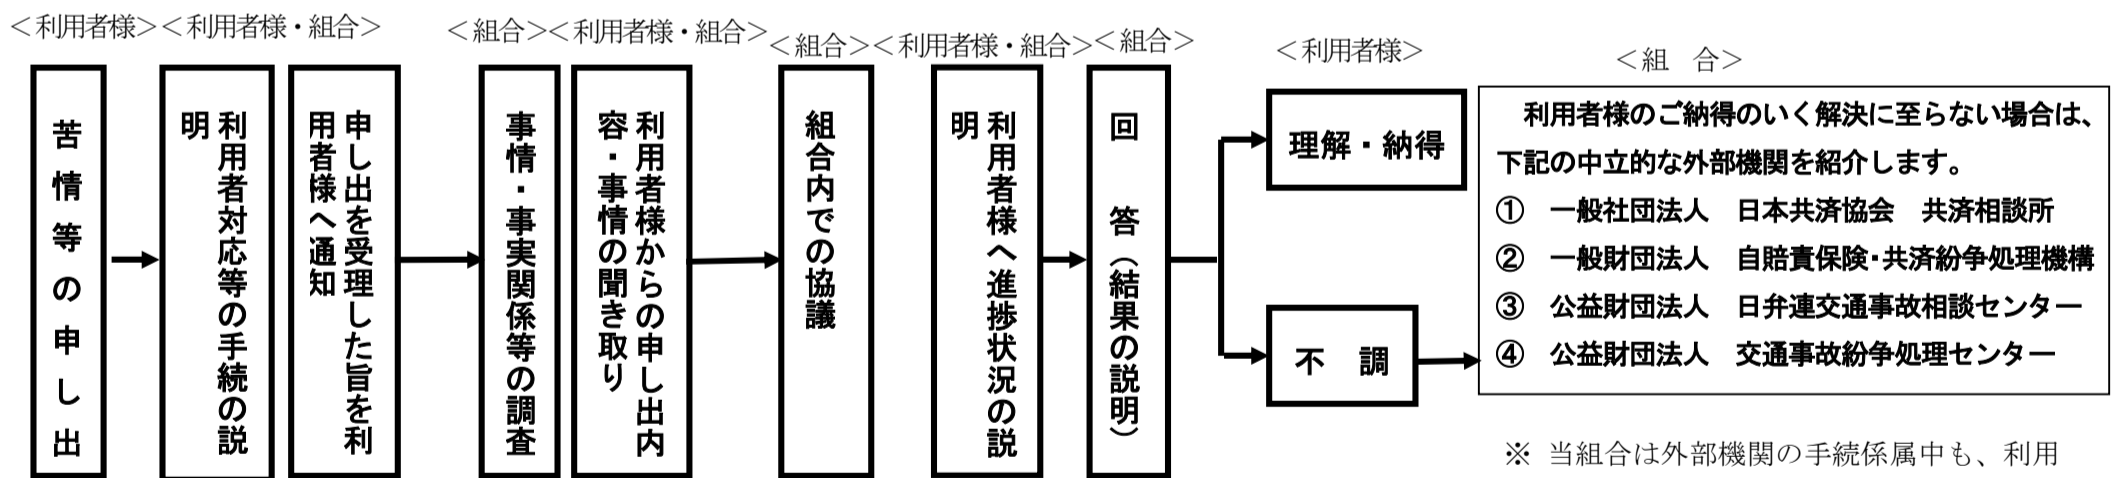 ＜利用者様＞
＜利用者様・組合＞
＜組合＞
＜利用者様・組合＞
＜組合＞
＜利用者様・組合＞
＜組合＞
＜利用者様＞
＜組　合＞
苦情等の申し出
利用者対応等の手続の説
明
申し出を受理した旨を利
用者様へ通知
事情・事実関係等の調査
利用者様からの申し出内
容・事情の聞き取り
組合内での協議
利用者様へ進捗状況の説
明
回　答（結果の説明）
理解・納得
不　調
利用者様のご納得のいく解決に至らない場合は、
下記の中立的な外部機関を紹介します。
①　一般社団法人　日本共済協会　共済相談所
②　一般財団法人　自賠責保険・共済紛争処理機構
③　公益財団法人　日弁連交通事故相談センター
④　公益財団法人　交通事故紛争処理センター
※ 当組合は外部機関の手続係属中も、利用